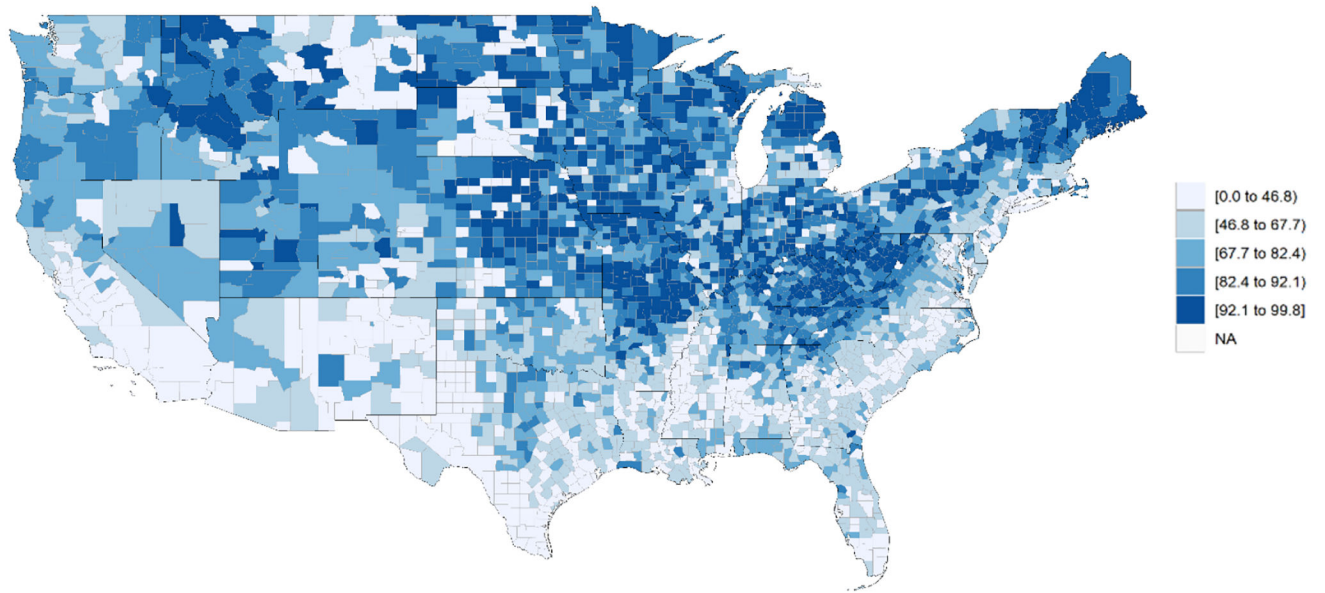 [0.0 to 46.8)
[46.8 to 67.7)
[67.7 to 82.4)
[82.4 to 92.1)
[92.1 to 99.8]
NA